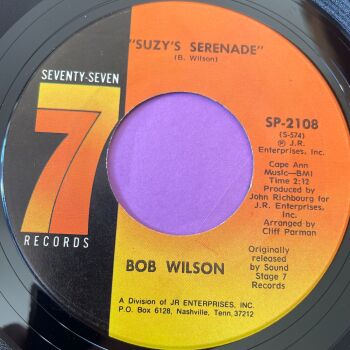 "SUZY'S SERENADE"
(B. Wilson)
SEVENTY-SEVEN
7
RECORDS
SP-2108
(S-574)
℗ J.R.
Enterprises, Inc.
Cape Ann
Music—BMI
Time 2:12
Produced by
John Richbourg for
J.R. Enterprises, Inc.
Arranged by
Cliff Parman
Originally
released
by Sound
Stage 7
Records
BOB WILSON
A Division of JR ENTERPRISES, INC.
P.O. Box 6128, Nashville, Tenn. 37212